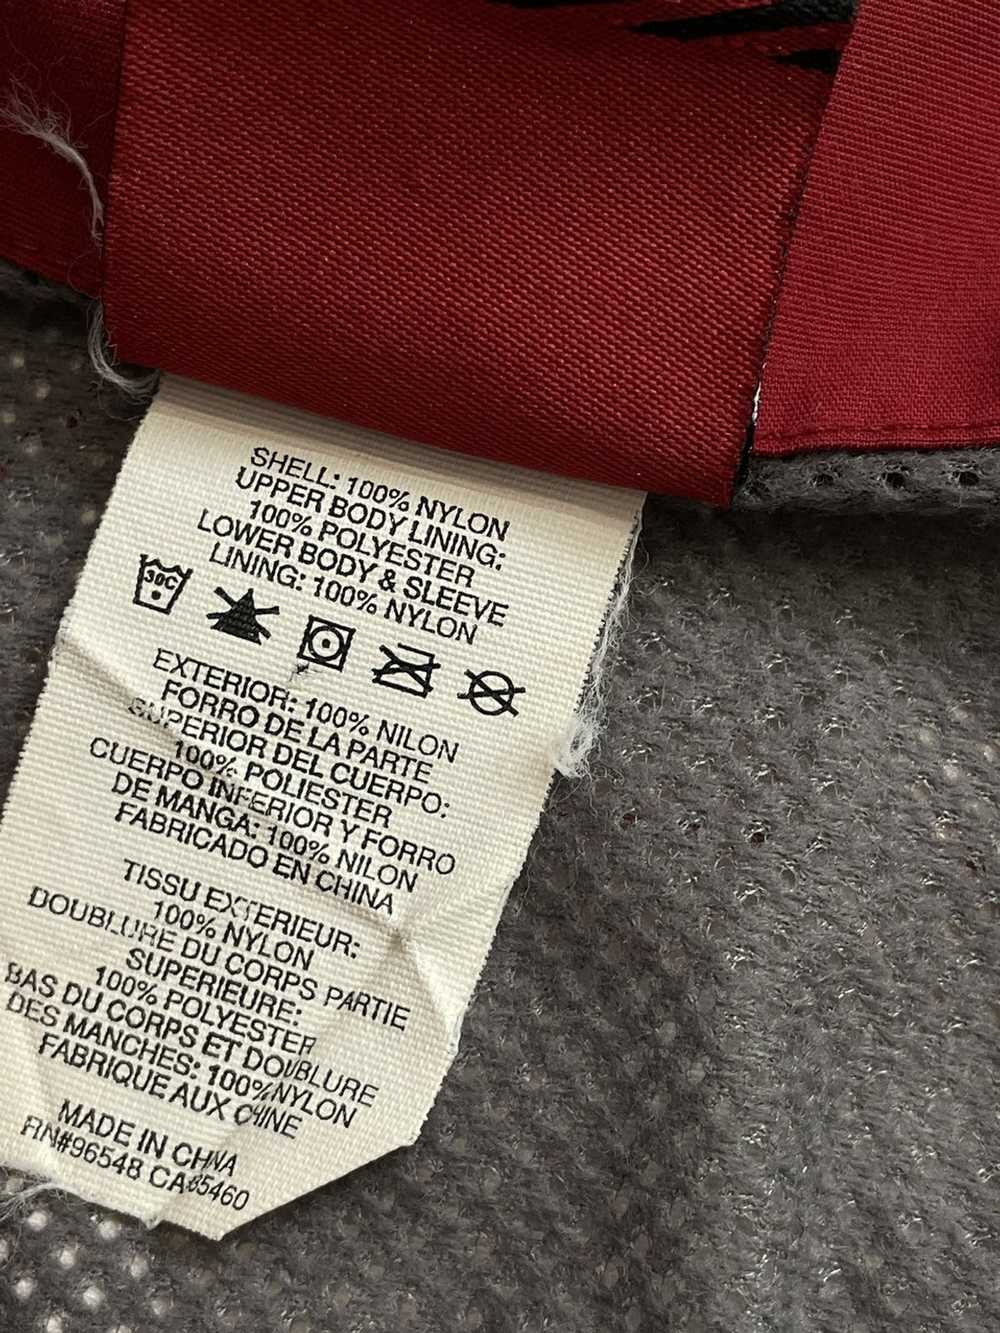 SHELL: 100% NYLON
UPPER BODY LINING:
100% POLYESTER
LOWER BODY & SLEEVE
LINING: 100% NYLON
30C
EXTERIOR: 100% NILON
FORRO DE LA PARTE
SUPERIOR DEL CUERPO:
100% POLIESTER
CUERPO INFERIOR Y FORRO
DE MANGA: 100% NILON
FABRICADO EN CHINA
TISSU EXTERIEUR:
100% NYLON
DOUBLURE DU CORPS PARTIE
SUPERIEURE:
100% POLYESTER
BAS DU CORPS ET DOUBLURE
DES MANCHES: 100% NYLON
FABRIQUE AUX CHINE
MADE IN CHINA
RN#96548 CA